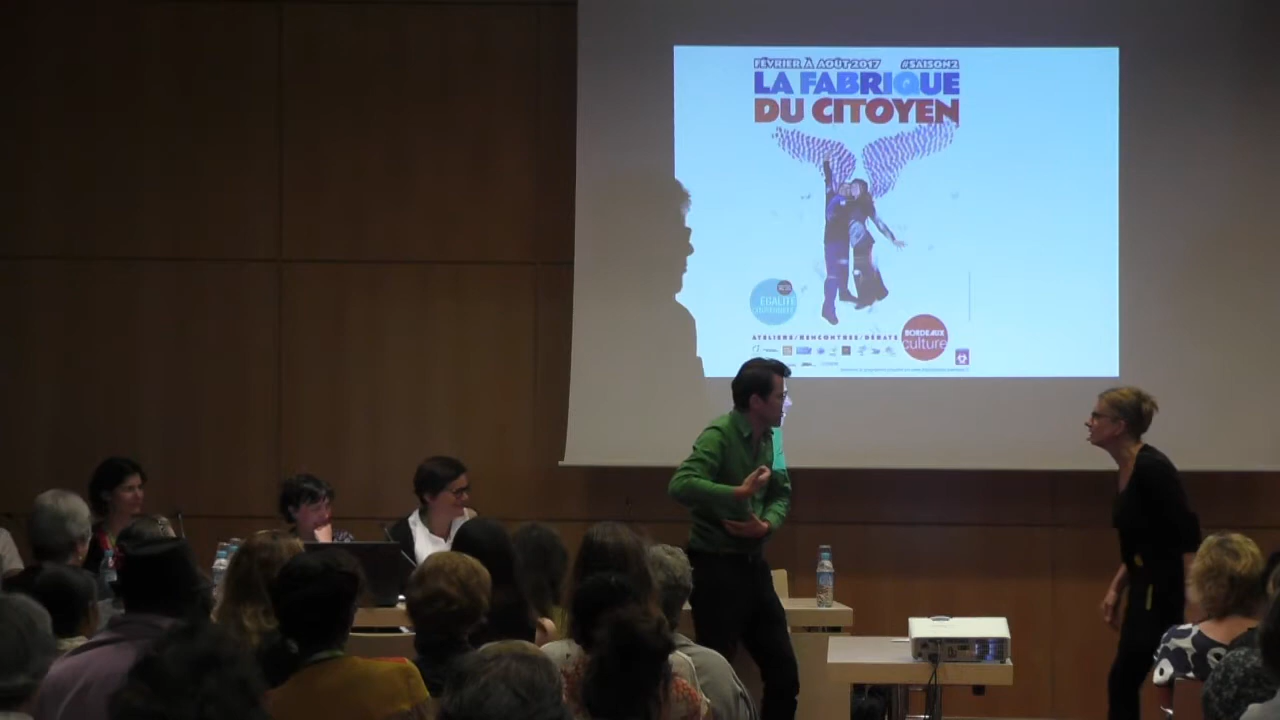 FÉVRIER À AOÛT 2017 #SAISON2
LA FABRIQUE
DU CITOYEN
ÉGALITÉ
ATELIERS/RENCONTRES/DÉBATS
BORDEAUX
culture